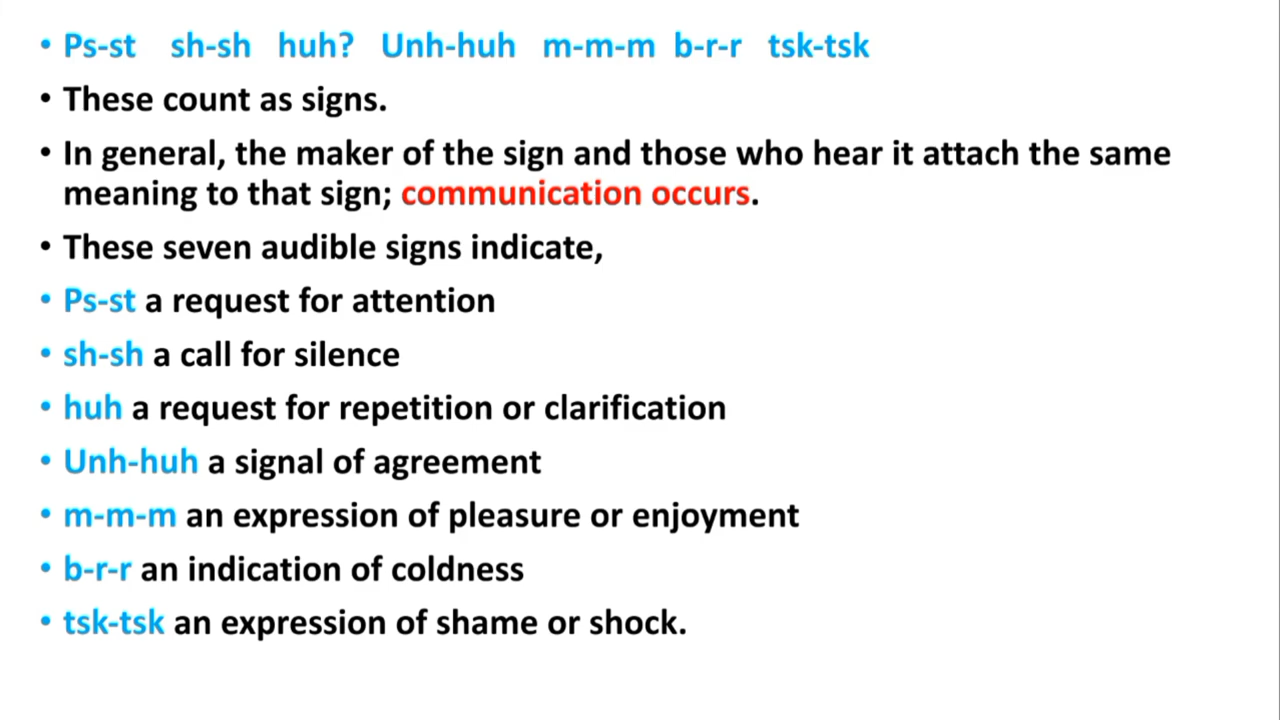 • Ps-st sh-sh huh? Unh-huh m-m-m b-r-r tsk-tsk
• These count as signs.
• In general, the maker of the sign and those who hear it attach the same
meaning to that sign; communication occurs.
• These seven audible signs indicate,
• Ps-st a request for attention
• sh-sh a call for silence
• huh a request for repetition or clarification
• Unh-huh a signal of agreement
• m-m-m an expression of pleasure or enjoyment
• b-r-r an indication of coldness
• tsk-tsk an expression of shame or shock.